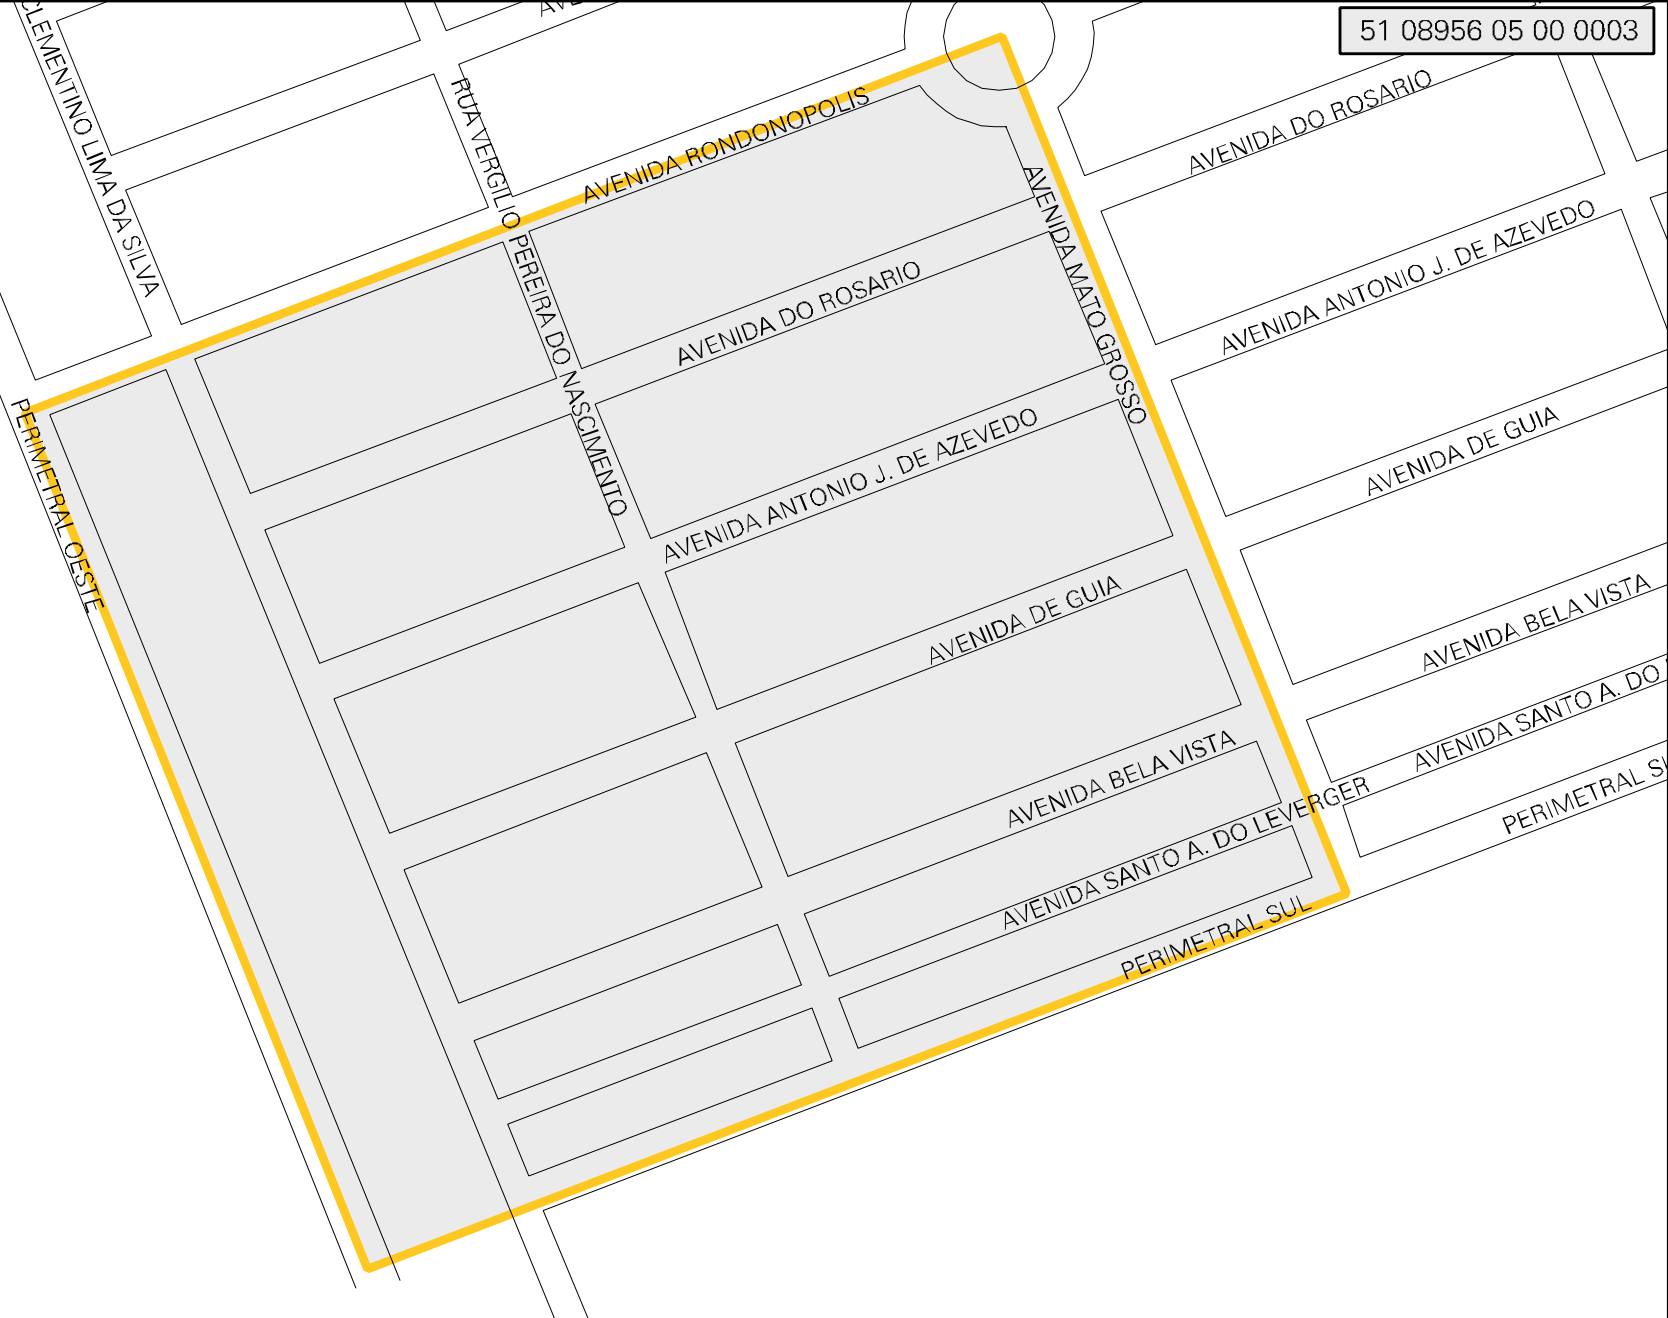 51 08956 05 00 0003
CLEMENTINO LIMA DA SILVA
RUA VERGILIO PEREIRA DO NASCIMENTO
AVENIDA RONDONOPOLIS
AVENIDA DO ROSARIO
AVENIDA MATO GROSSO
AVENIDA ANTONIO J. DE AZEVEDO
AVENIDA DO ROSARIO
AVENIDA ANTONIO J. DE AZEVEDO
PERIMETRAL OESTE
AVENIDA DE GUIA
AVENIDA DE GUIA
AVENIDA BELA VISTA
AVENIDA SANTO A. DO
AVENIDA BELA VISTA
AVENIDA SANTO A. DO LEVERGER
PERIMETRAL
PERIMETRAL SUL